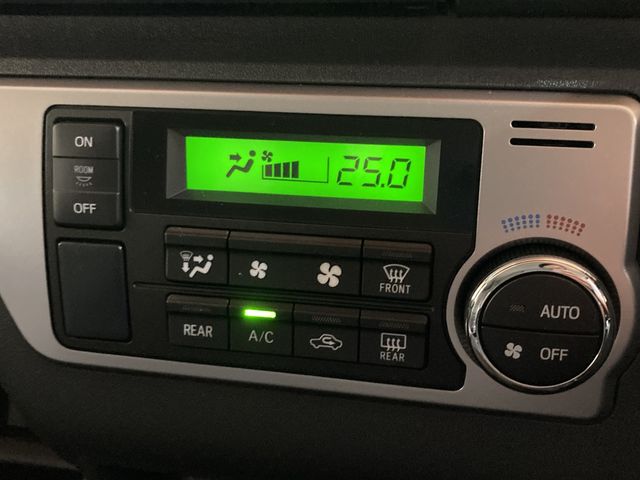 ON
ROOM
OFF
25.0
FRONT
REAR
A/C
REAR
AUTO
OFF